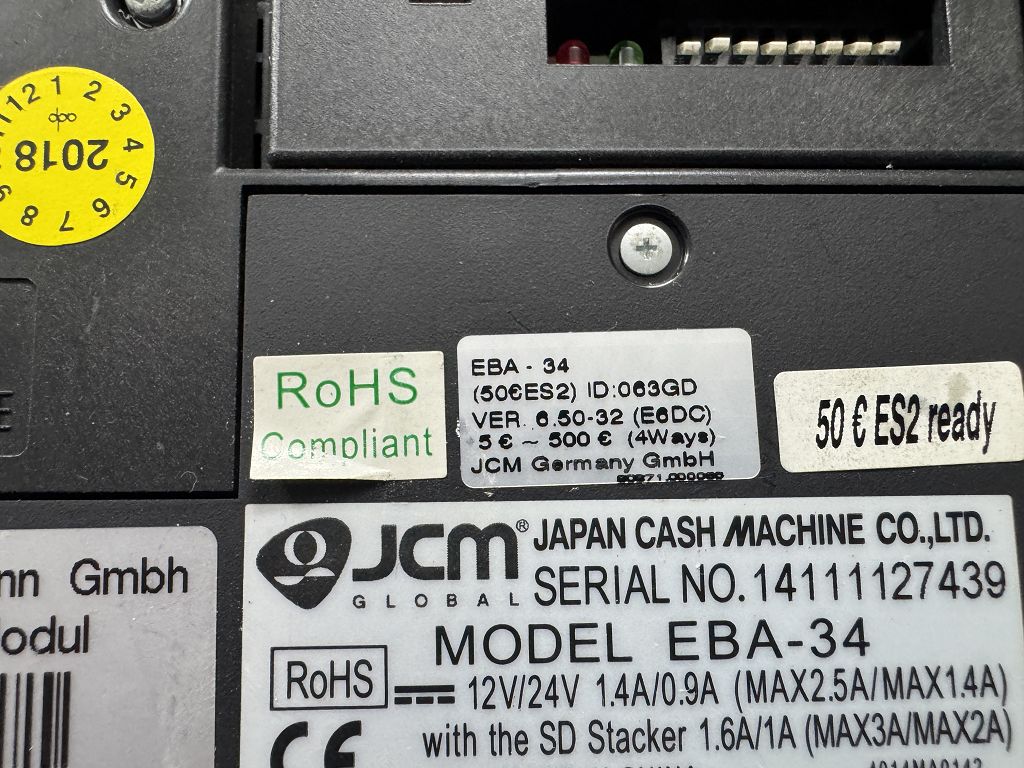 12 1 2 3 4 5 6 7 8
2018
RoHS
Compliant
EBA - 34
(50€ES2) ID:063GD
VER. 6.50-32 (E6DC)
5 € ~ 500 € (4Ways)
JCM Germany GmbH
50 € ES2 ready
nn Gmbh
odul
JCM® JAPAN CASH MACHINE CO.,LTD.
GLOBAL SERIAL NO.14111127439
MODEL EBA-34
RoHS 12V/24V 1.4A/0.9A (MAX2.5A/MAX1.4A)
CE with the SD Stacker 1.6A/1A (MAX3A/MAX2A)